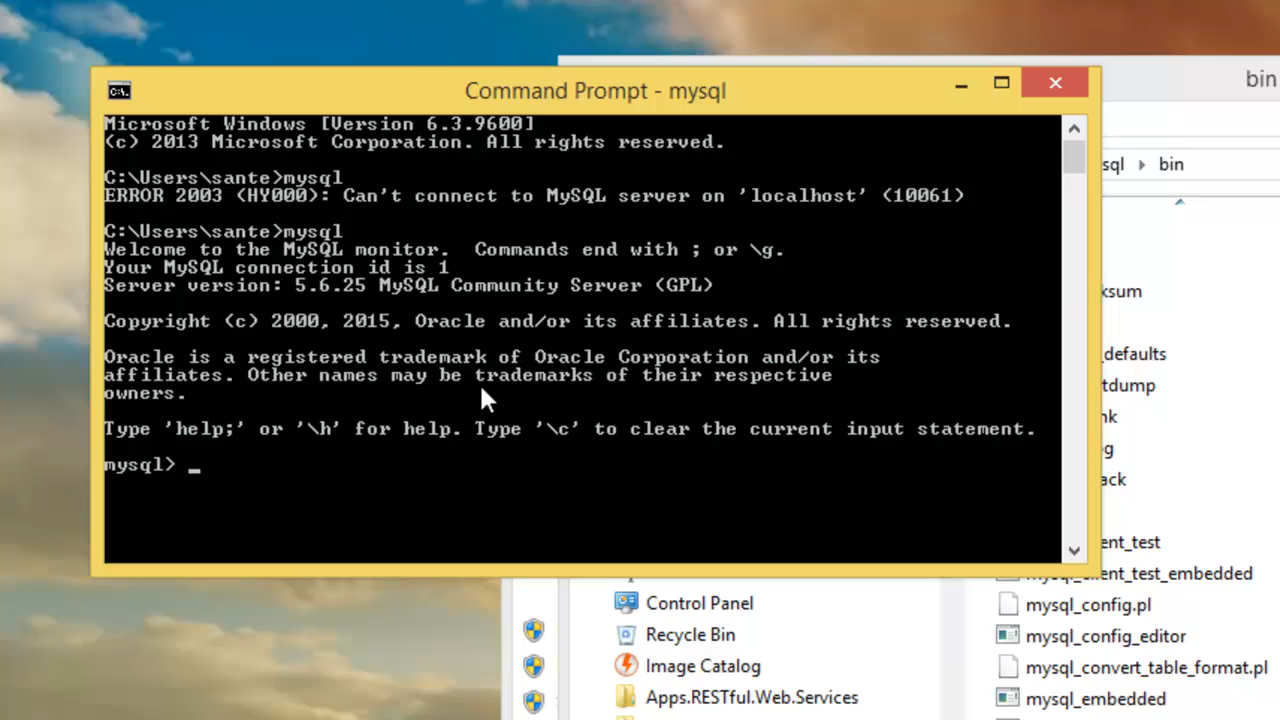 Command Prompt - mysql
Microsoft Windows [Version 6.3.9600]
(c) 2013 Microsoft Corporation. All rights reserved.
C:\Users\sante>mysql
ERROR 2003 (HY000): Can't connect to MySQL server on 'localhost' (10061)
C:\Users\sante>mysql
Welcome to the MySQL monitor.  Commands end with ; or \g.
Your MySQL connection id is 1
Server version: 5.6.25 MySQL Community Server (GPL)
Copyright (c) 2000, 2015, Oracle and/or its affiliates. All rights reserved.
Oracle is a registered trademark of Oracle Corporation and/or its
affiliates. Other names may be trademarks of their respective
owners.
Type 'help;' or '\h' for help. Type '\c' to clear the current input statement.
mysql> _
bin
sql bin
ksum
_defaults
tdump
nk
og
ack
ent_test
mysql_client_test_embedded
mysql_config.pl
mysql_config_editor
mysql_convert_table_format.pl
mysql_embedded
Control Panel
Recycle Bin
Image Catalog
Apps.RESTful.Web.Services